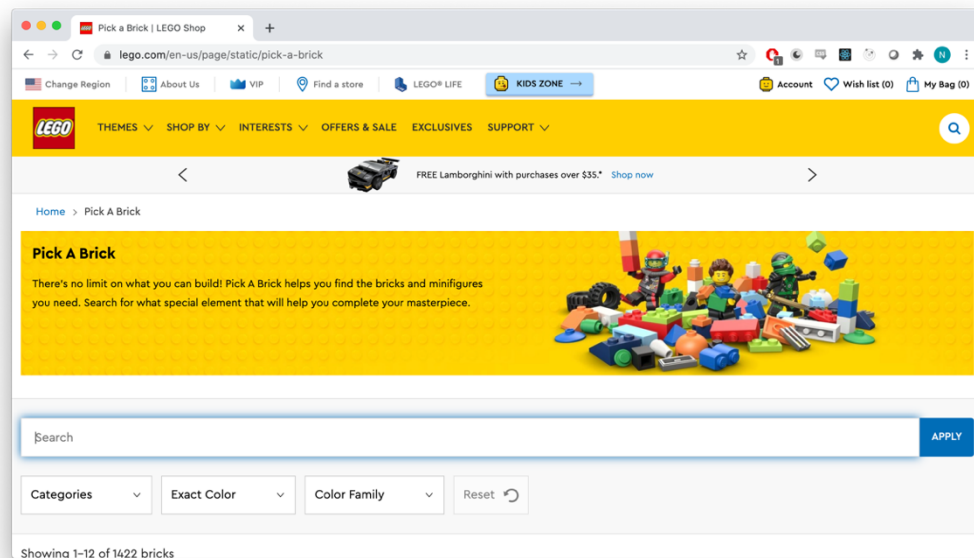 Pick a Brick | LEGO Shop
lego.com/en-us/page/static/pick-a-brick
1
N
Change Region
About Us
VIP
Find a store
LEGO® LIFE
KIDS ZONE →
Account
Wish list (0)
My Bag (0)
LEGO
THEMES
SHOP BY
INTERESTS
OFFERS & SALE
EXCLUSIVES
SUPPORT
FREE Lamborghini with purchases over $35.* Shop now
Home > Pick A Brick
Pick A Brick
There's no limit on what you can build! Pick A Brick helps you find the bricks and minifigures
you need. Search for what special element that will help you complete your masterpiece.
Search
APPLY
Categories
Exact Color
Color Family
Reset
Showing 1-12 of 1422 bricks